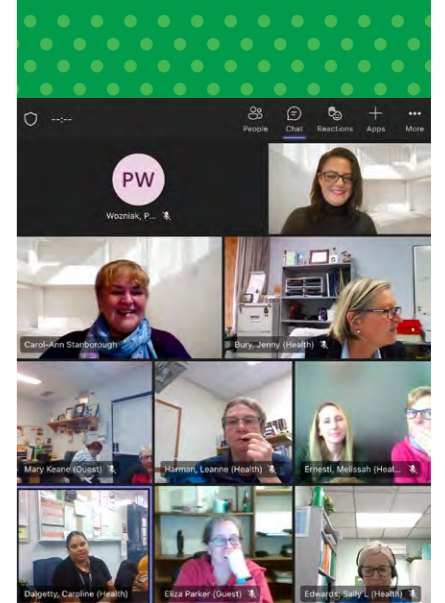 --:--
People
Chat
Reactions
Apps
More
PW
Wozniak, P...
Carol-Ann Stanborough
Bury, Jenny (Health)
Mary Keane (Guest)
Harman, Leanne (Health)
Ernesti, Melissah (Heal...
Dalgetty, Caroline (Health)
Eliza Parker (Guest)
Edwards, Sally L (Health)